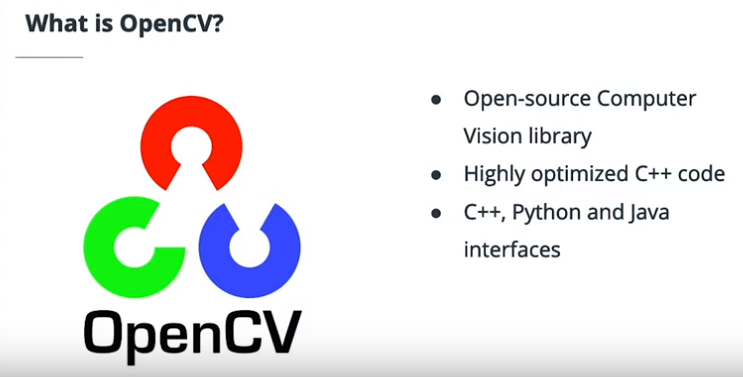 What is OpenCV?
● Open-source Computer
Vision library
● Highly optimized C++ code
● C++, Python and Java
interfaces
OpenCV